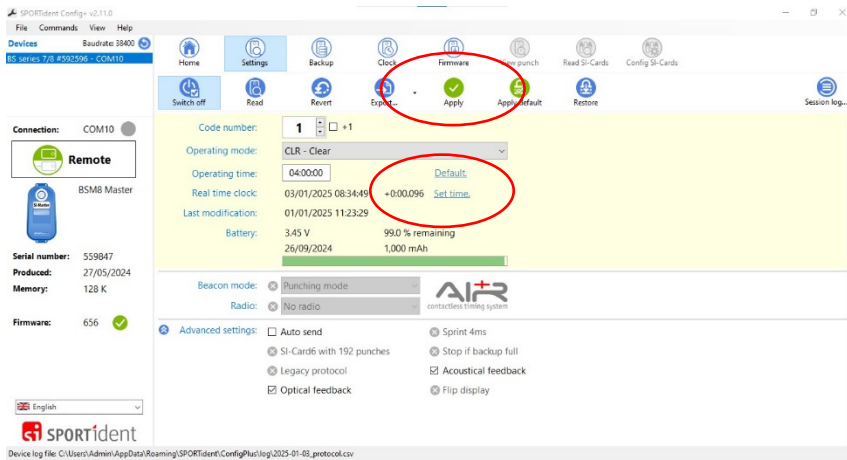 SPORTident Config+ v2.11.0
File Commands View Help
Devices Baudrate: 38400
BS series 7/8 #592596 - COM10
Home Settings Backup Clock Firmware View punch Read SI-Cards Config SI-Cards
Switch off Read Revert Export... Apply Apply default Restore Session log...
Connection: COM10
Remote
SI-Master
BSM8 Master
Serial number: 559847
Produced: 27/05/2024
Memory: 128 K
Firmware: 656
Code number: 1 +1
Operating mode: CLR - Clear
Operating time: 04:00:00 Default.
Real time clock: 03/01/2025 08:34:49 +0:00.096 Set time.
Last modification: 01/01/2025 11:23:29
Battery: 3.45 V 99.0 % remaining
26/09/2024 1,000 mAh
Beacon mode: Punching mode
Radio: No radio
AIR+
contactless timing system
Advanced settings: Auto send Sprint 4ms
SI-Card6 with 192 punches Stop if backup full
Legacy protocol Acoustical feedback
Optical feedback Flip display
English
si SPORTident
Device log file: C:\Users\Admin\AppData\Roaming\SPORTident\ConfigPlus\log\2025-01-03_protocol.csv